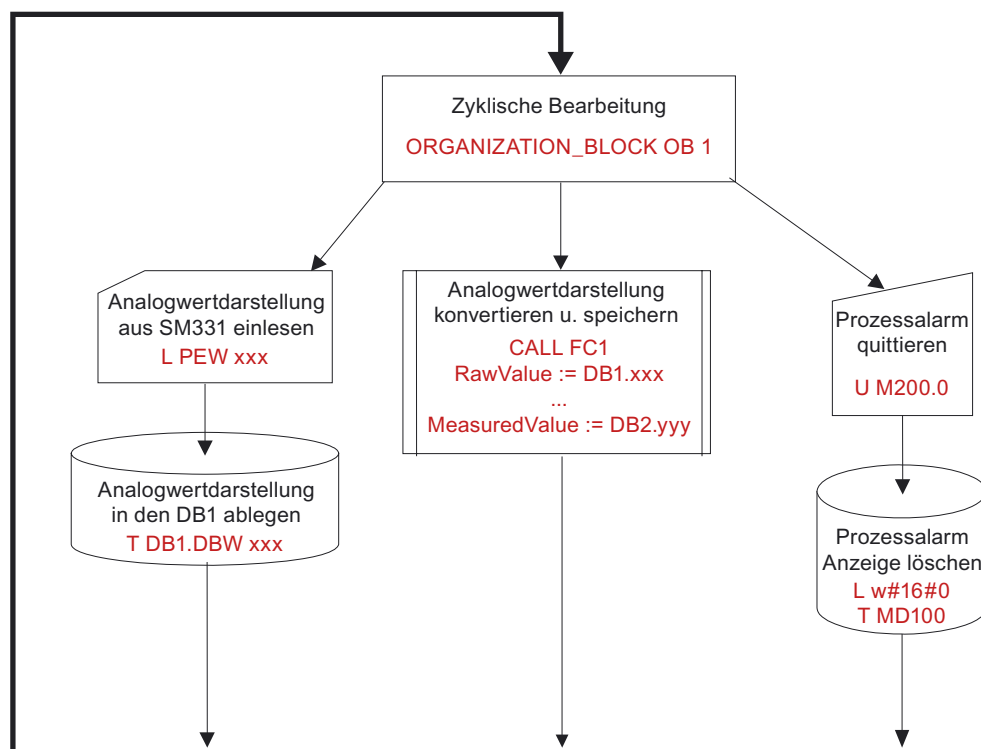 Zyklische Bearbeitung
ORGANIZATION_BLOCK OB 1
Analogwertdarstellung
aus SM331 einlesen
L PEW xxx
Analogwertdarstellung
in den DB1 ablegen
T DB1.DBW xxx
Analogwertdarstellung
konvertieren u. speichern
CALL FC1
RawValue := DB1.xxx
...
MeasuredValue := DB2.yyy
Prozessalarm
quittieren
U M200.0
Prozessalarm
Anzeige löschen
L w#16#0
T MD100